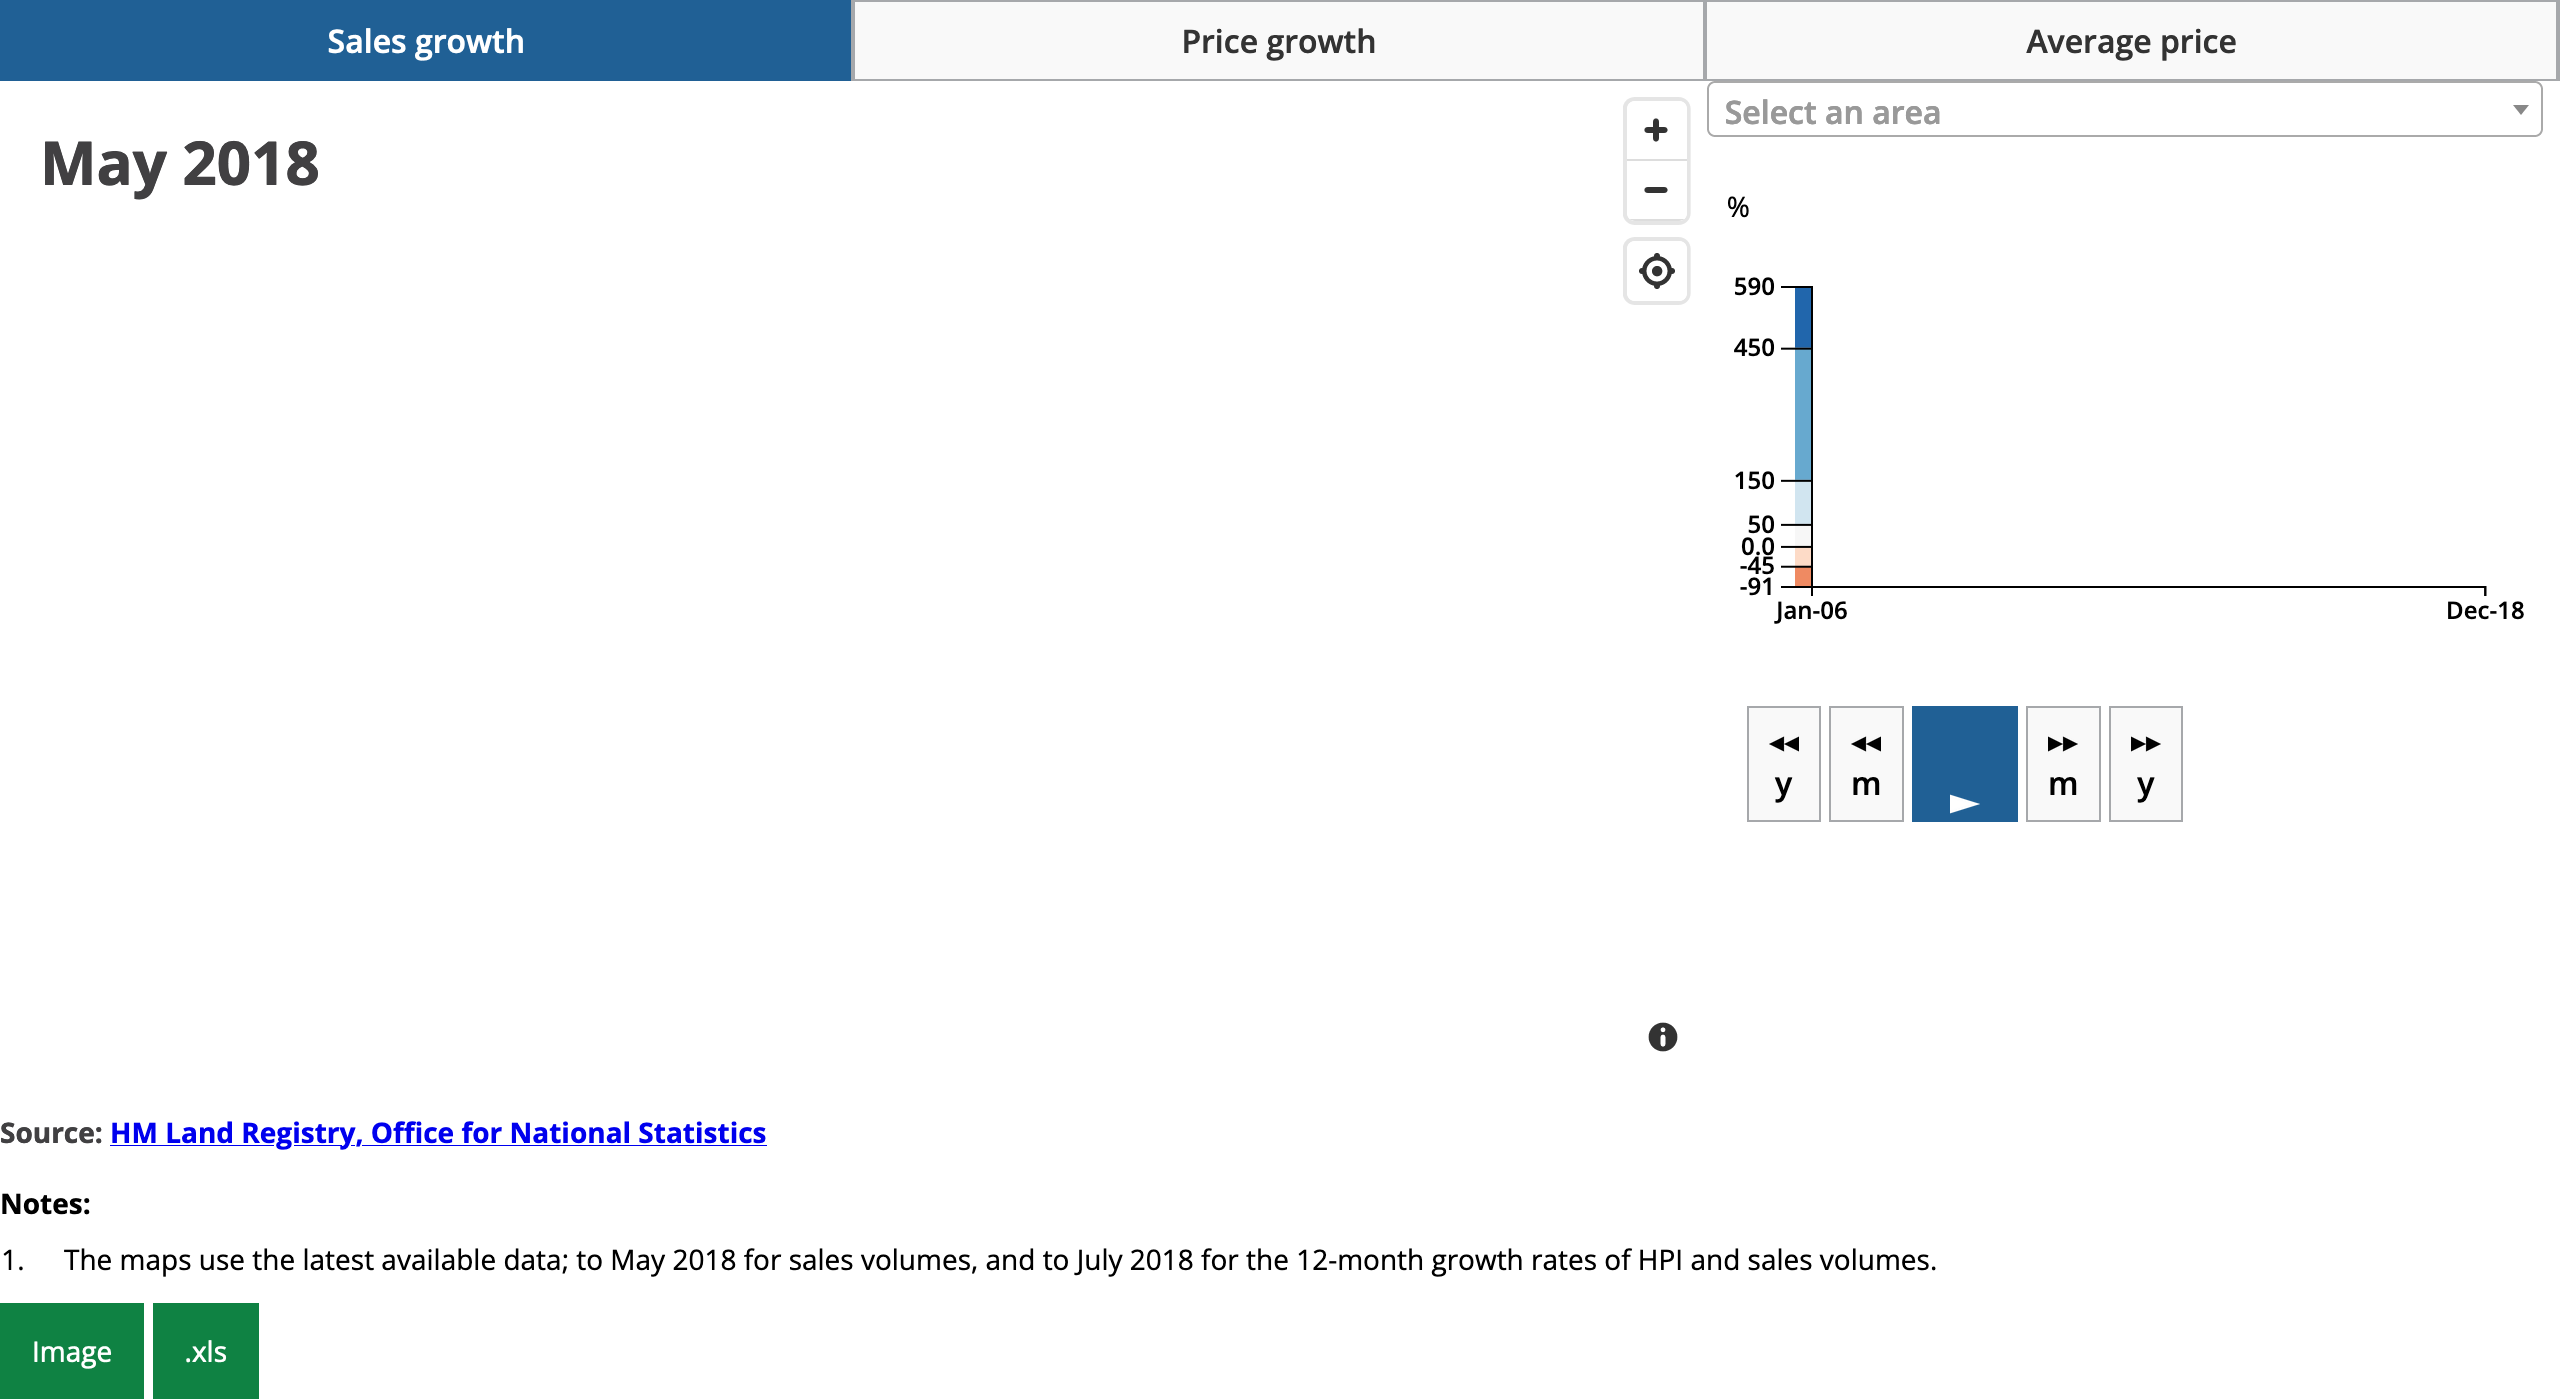 Sales growth
Price growth
Average price
Select an area
May 2018
%
590
450
150
50
0.0
-45
-91
Jan-06
Dec-18
y
m
m
y
Source: HM Land Registry, Office for National Statistics
Notes:
1. The maps use the latest available data; to May 2018 for sales volumes, and to July 2018 for the 12-month growth rates of HPI and sales volumes.
Image
.xls